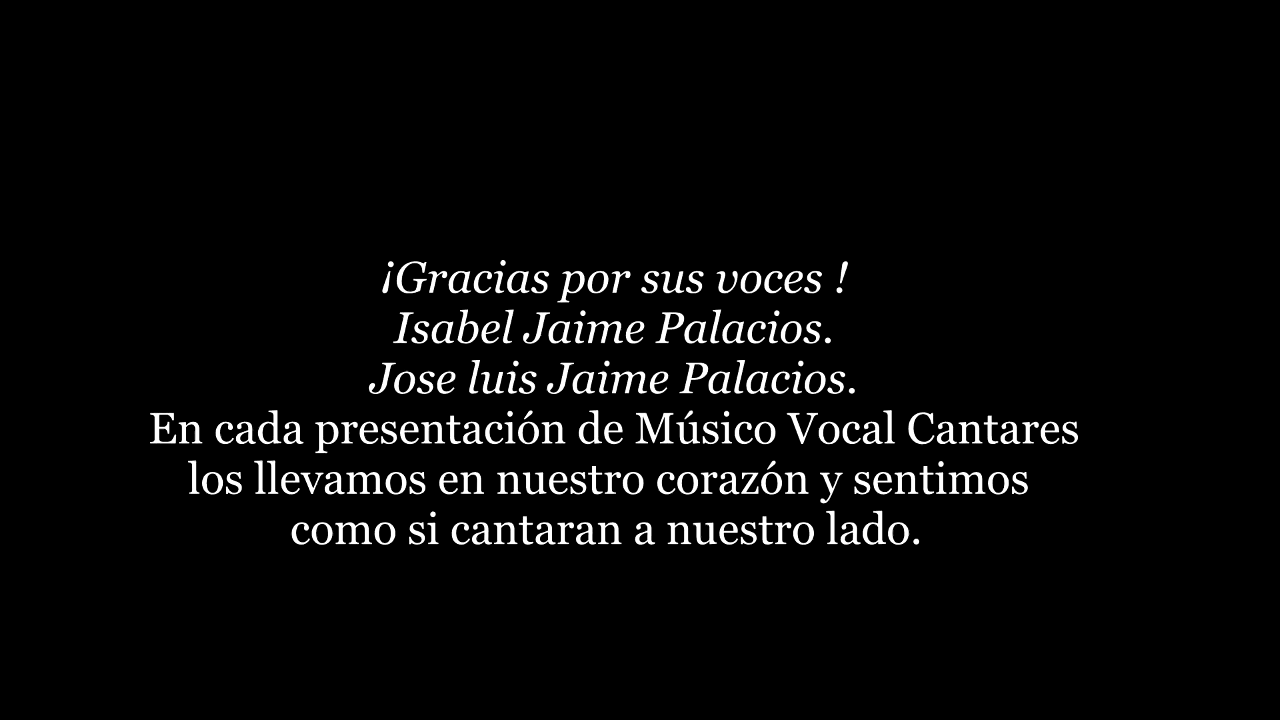 ¡Gracias por sus voces !
Isabel Jaime Palacios.
Jose luis Jaime Palacios.
En cada presentación de Músico Vocal Cantares
los llevamos en nuestro corazón y sentimos
como si cantaran a nuestro lado.